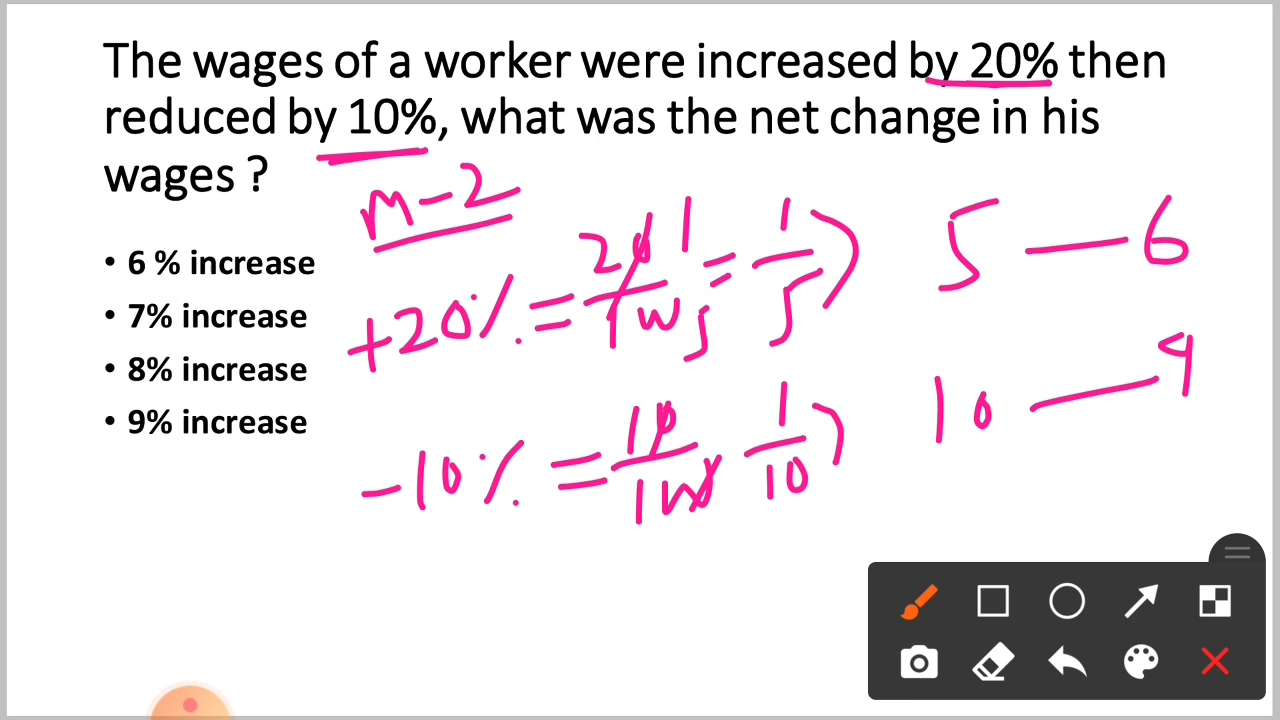 The wages of a worker were increased by 20% then
reduced by 10%, what was the net change in his
wages ?
m-2
• 6 % increase
• 7% increase
• 8% increase
• 9% increase
+20% = 20/100 1 5 = 1/5) 5 — 6
-10% = 10/100 1/10) 10 — 9